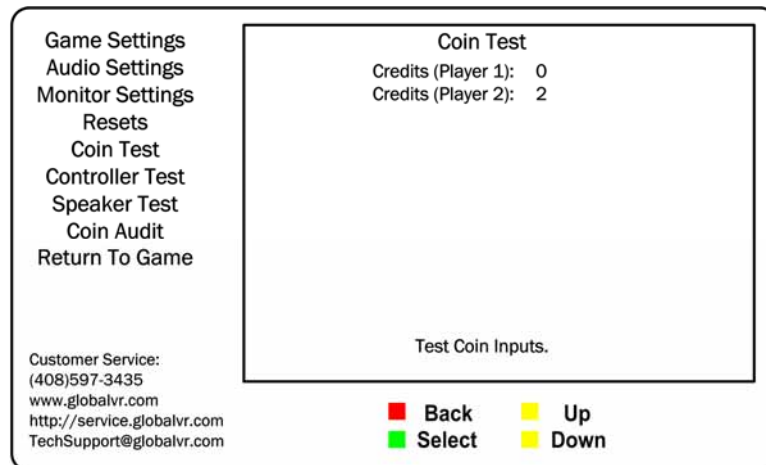 Game Settings
Audio Settings
Monitor Settings
Resets
Coin Test
Controller Test
Speaker Test
Coin Audit
Return To Game
Customer Service:
(408)597-3435
www.globalvr.com
http://service.globalvr.com
TechSupport@globalvr.com
Coin Test
Credits (Player 1): 0
Credits (Player 2): 2
Test Coin Inputs.
Back Up
Select Down